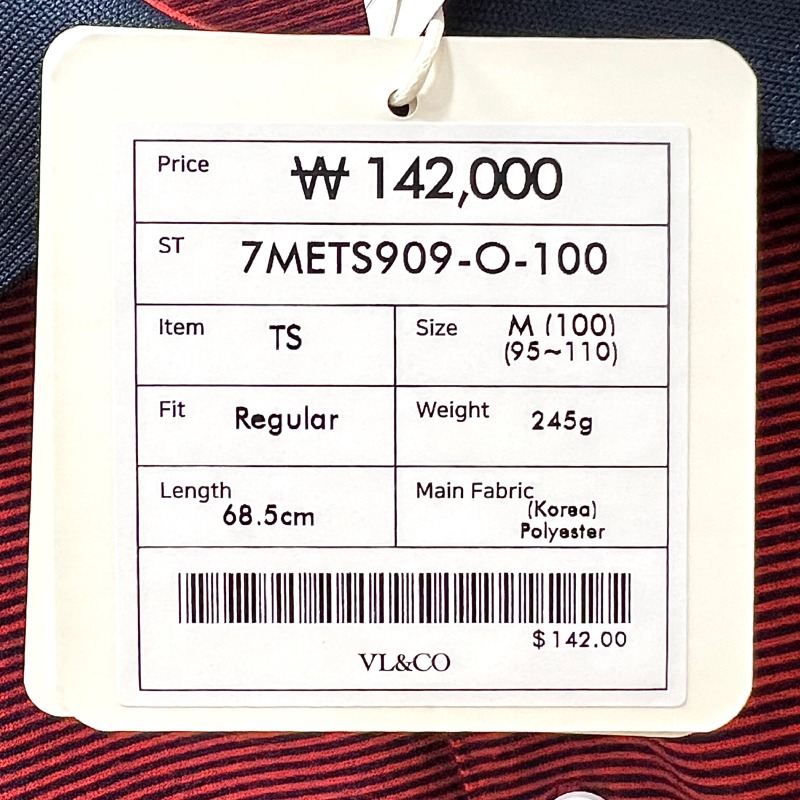 Price ₩ 142,000
ST 7METS909-O-100
Item TS
Size M (100)
(95~110)
Fit Regular
Weight 245g
Length
68.5cm
Main Fabric
(Korea)
Polyester
$142.00
VL&CO